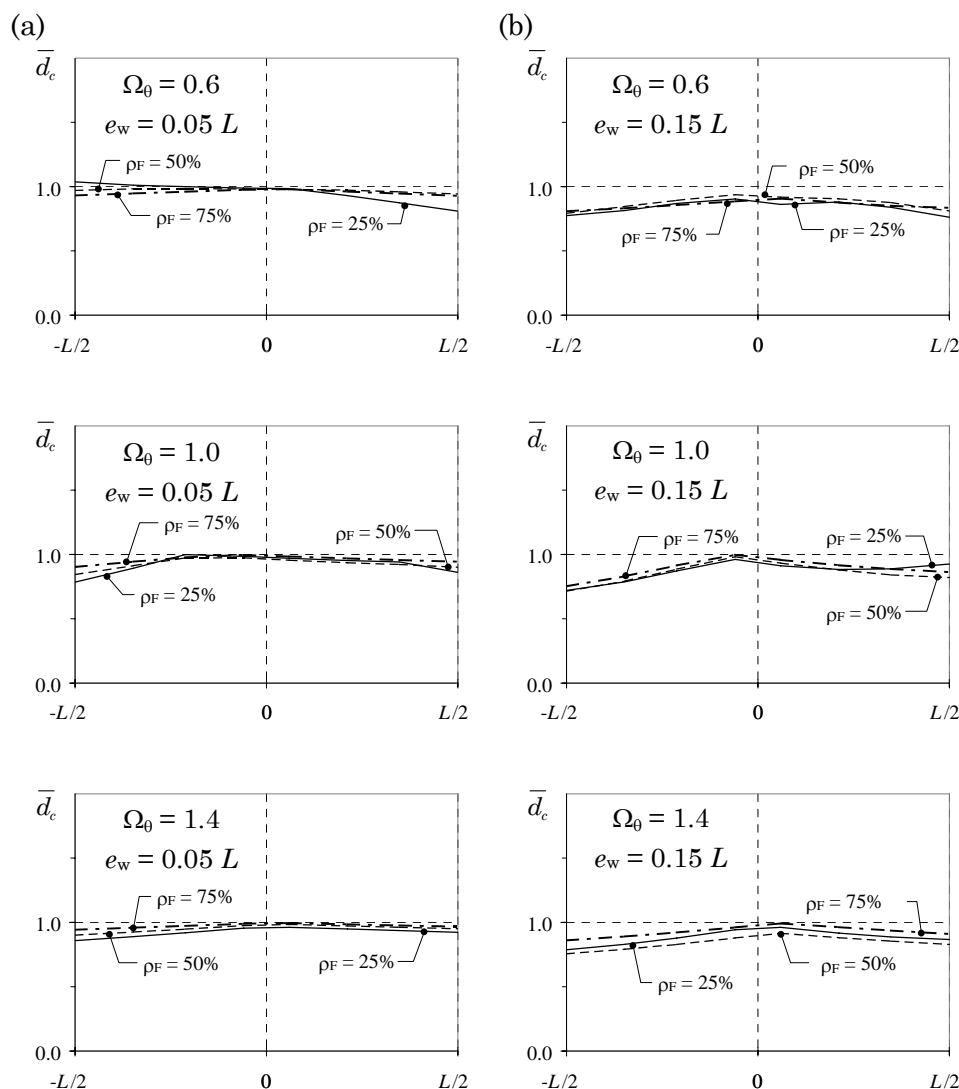 (a)
(b)
d̅c
Ωθ = 0.6
ew = 0.05 L
ρF = 50%
1.0
ρF = 75%
ρF = 25%
0.0
-L/2
0
L/2
d̅c
Ωθ = 0.6
ew = 0.15 L
ρF = 50%
1.0
ρF = 75%
ρF = 25%
0.0
-L/2
0
L/2
d̅c
Ωθ = 1.0
ew = 0.05 L
ρF = 75%
ρF = 50%
1.0
ρF = 25%
0.0
-L/2
0
L/2
d̅c
Ωθ = 1.0
ew = 0.15 L
ρF = 75%
ρF = 25%
1.0
ρF = 50%
0.0
-L/2
0
L/2
d̅c
Ωθ = 1.4
ew = 0.05 L
ρF = 75%
1.0
ρF = 50%
ρF = 25%
0.0
-L/2
0
L/2
d̅c
Ωθ = 1.4
ew = 0.15 L
ρF = 75%
1.0
ρF = 25%
ρF = 50%
0.0
-L/2
0
L/2